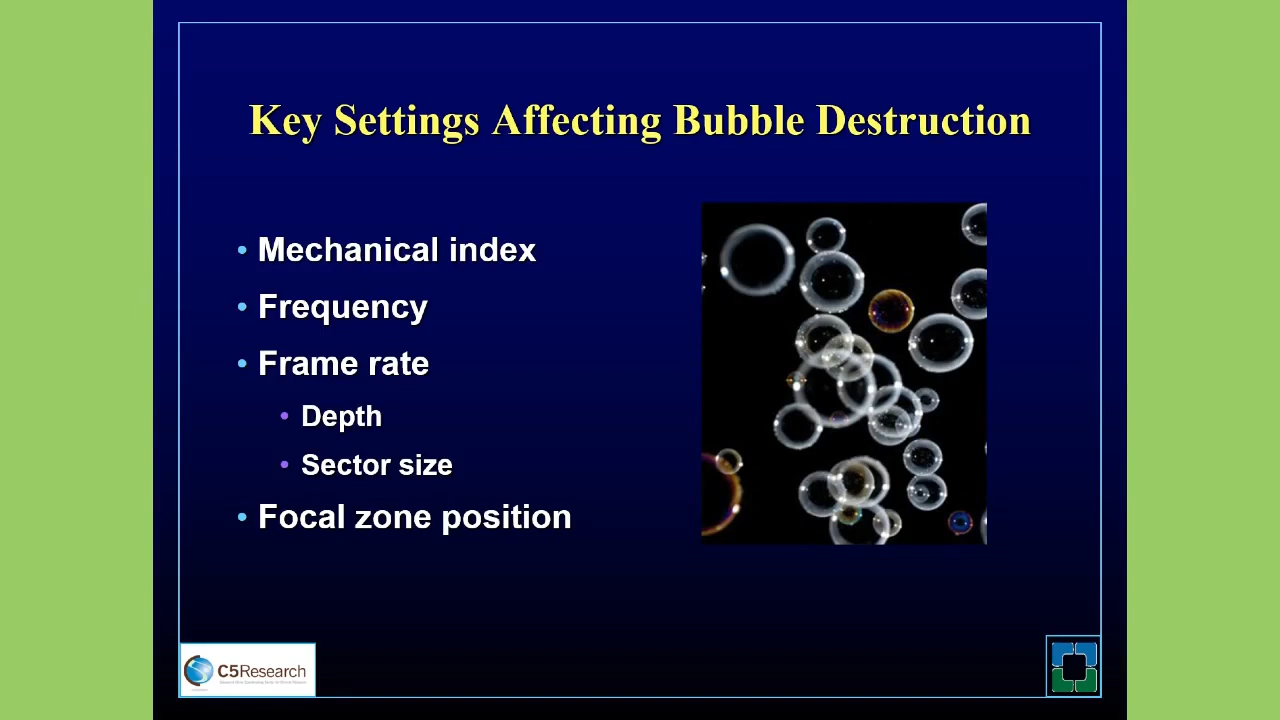 Key Settings Affecting Bubble Destruction
• Mechanical index
• Frequency
• Frame rate
• Depth
• Sector size
• Focal zone position
C5Research